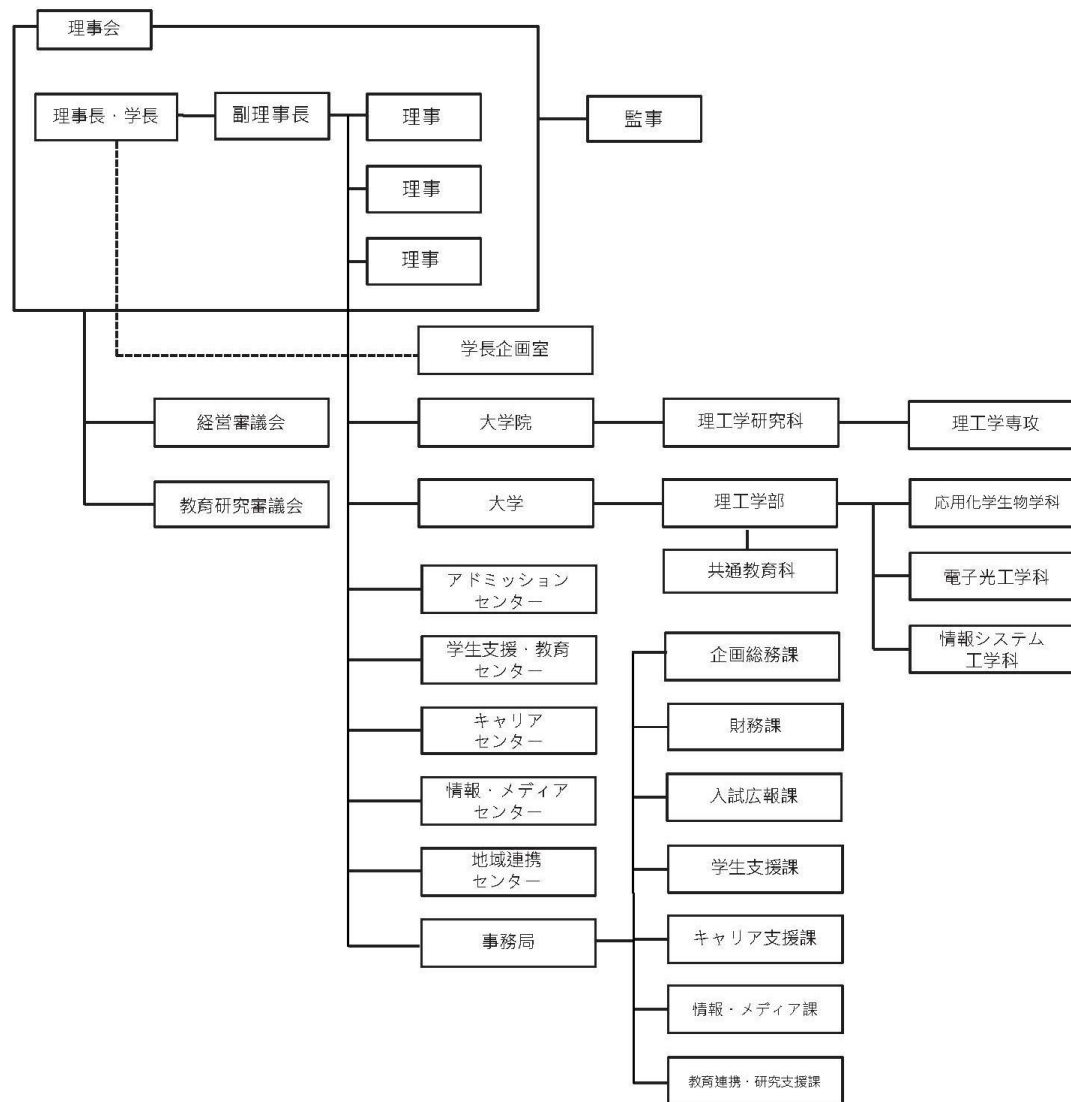 理事会
理事長・学長
副理事長
理事
監事
理事
理事
学長企画室
経営審議会
大学院
理工学研究科
理工学専攻
教育研究審議会
大学
理工学部
応用化学生物学科
共通教育科
電子光工学科
情報システム
工学科
アドミッション
センター
学生支援・教育
センター
キャリア
センター
情報・メディア
センター
地域連携
センター
事務局
企画総務課
財務課
入試広報課
学生支援課
キャリア支援課
情報・メディア課
教育連携・研究支援課